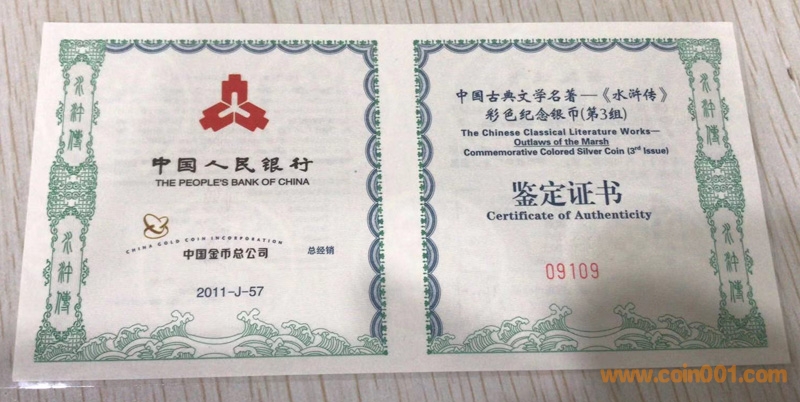 水浒傳
水浒傳
中国人民银行
THE PEOPLE'S BANK OF CHINA
CHINA GOLD COIN INCORPORATION
中国金币总公司 总经销
2011-J-57
中国古典文学名著—《水浒传》
彩色纪念银币(第3组)
The Chinese Classical Literature Works—
Outlaws of the Marsh
Commemorative Colored Silver Coin (3rd Issue)
鉴定证书
Certificate of Authenticity
09109
水浒傳
水浒傳
www.coin001.com